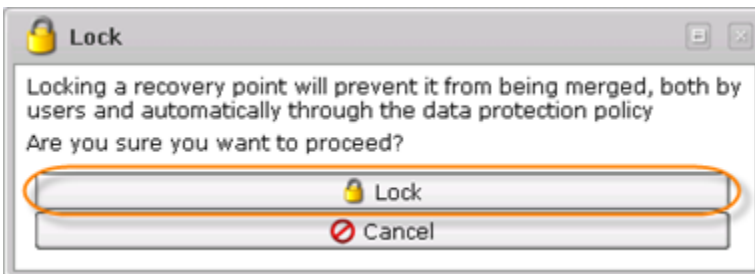 Lock
Locking a recovery point will prevent it from being merged, both by
users and automatically through the data protection policy
Are you sure you want to proceed?
Lock
Cancel